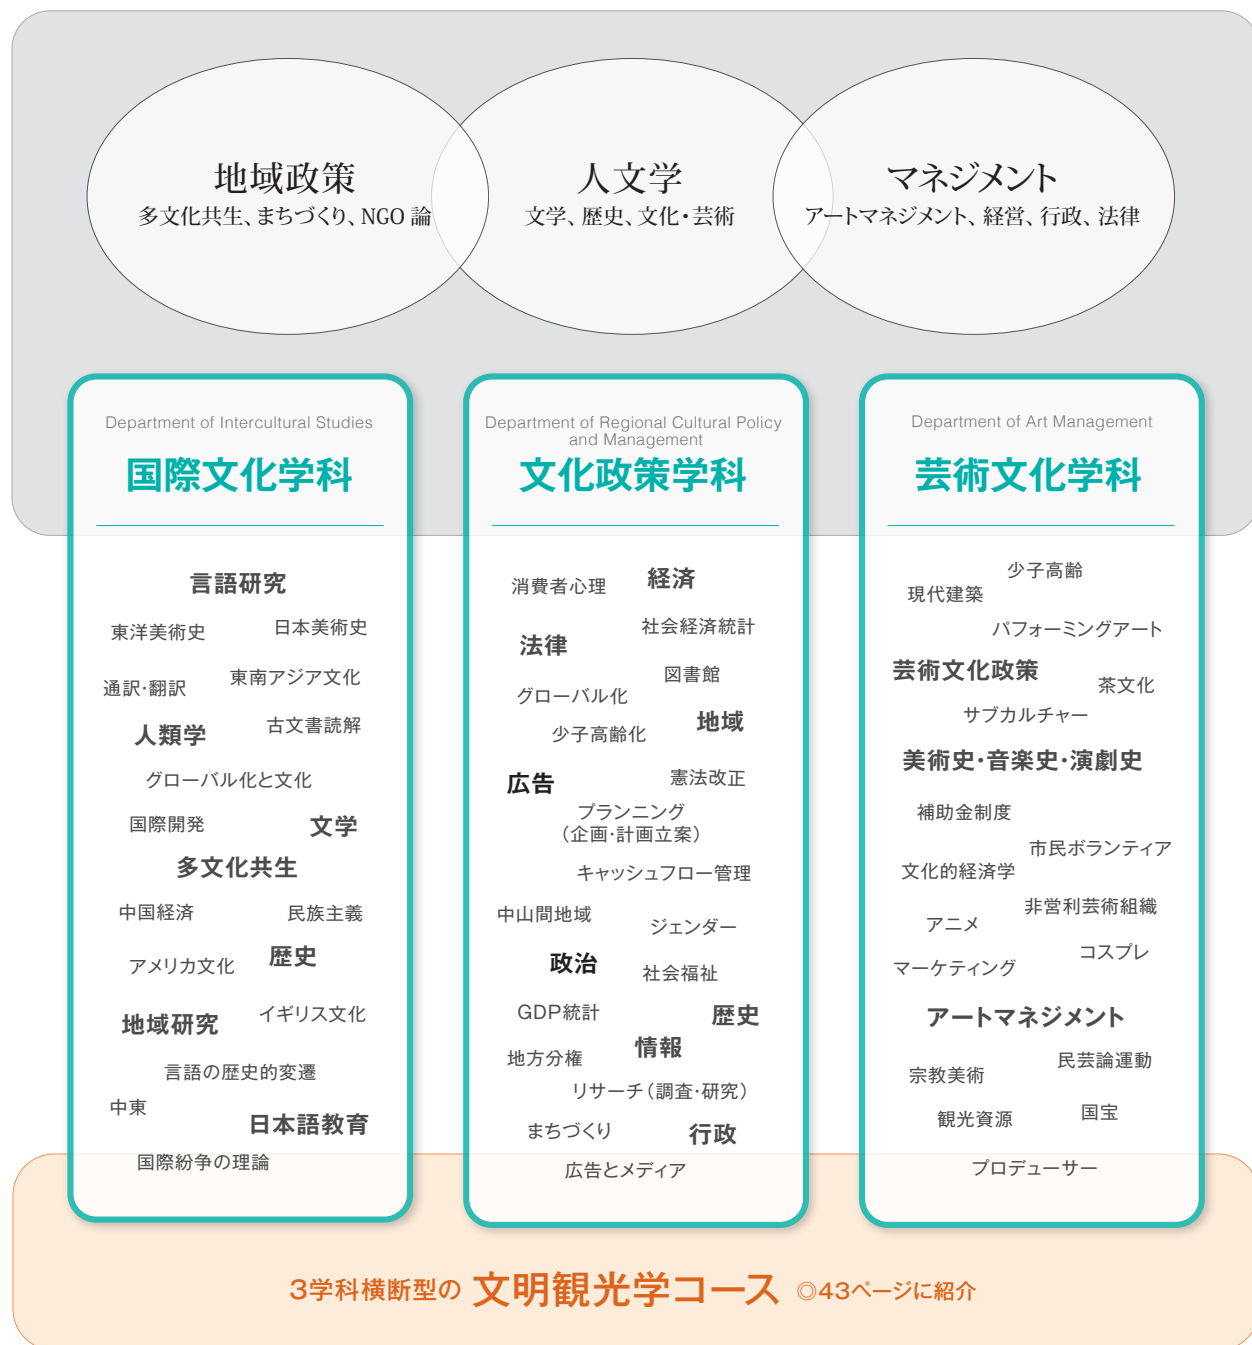 地域政策
多文化共生、まちづくり、NGO 論
人文学
文学、歴史、文化・芸術
マネジメント
アートマネジメント、経営、行政、法律
Department of Intercultural Studies
国際文化学科
言語研究
東洋美術史
日本美術史
通訳・翻訳
東南アジア文化
人類学
古文書読解
グローバル化と文化
国際開発
文学
多文化共生
中国経済
民族主義
アメリカ文化
歴史
地域研究
イギリス文化
言語の歴史的変遷
中東
日本語教育
国際紛争の理論
Department of Regional Cultural Policy
and Management
文化政策学科
消費者心理
経済
法律
社会経済統計
図書館
グローバル化
少子高齢化
地域
広告
憲法改正
プランニング
（企画・計画立案）
キャッシュフロー管理
中山間地域
ジェンダー
政治
社会福祉
GDP統計
歴史
地方分権
情報
リサーチ（調査・研究）
まちづくり
行政
広告とメディア
Department of Art Management
芸術文化学科
少子高齢
現代建築
パフォーミングアート
芸術文化政策
茶文化
サブカルチャー
美術史・音楽史・演劇史
補助金制度
市民ボランティア
文化的経済学
非営利芸術組織
アニメ
コスプレ
マーケティング
アートマネジメント
民芸論運動
宗教美術
国宝
観光資源
プロデューサー
3学科横断型の 文明観光学コース ◎43ページに紹介